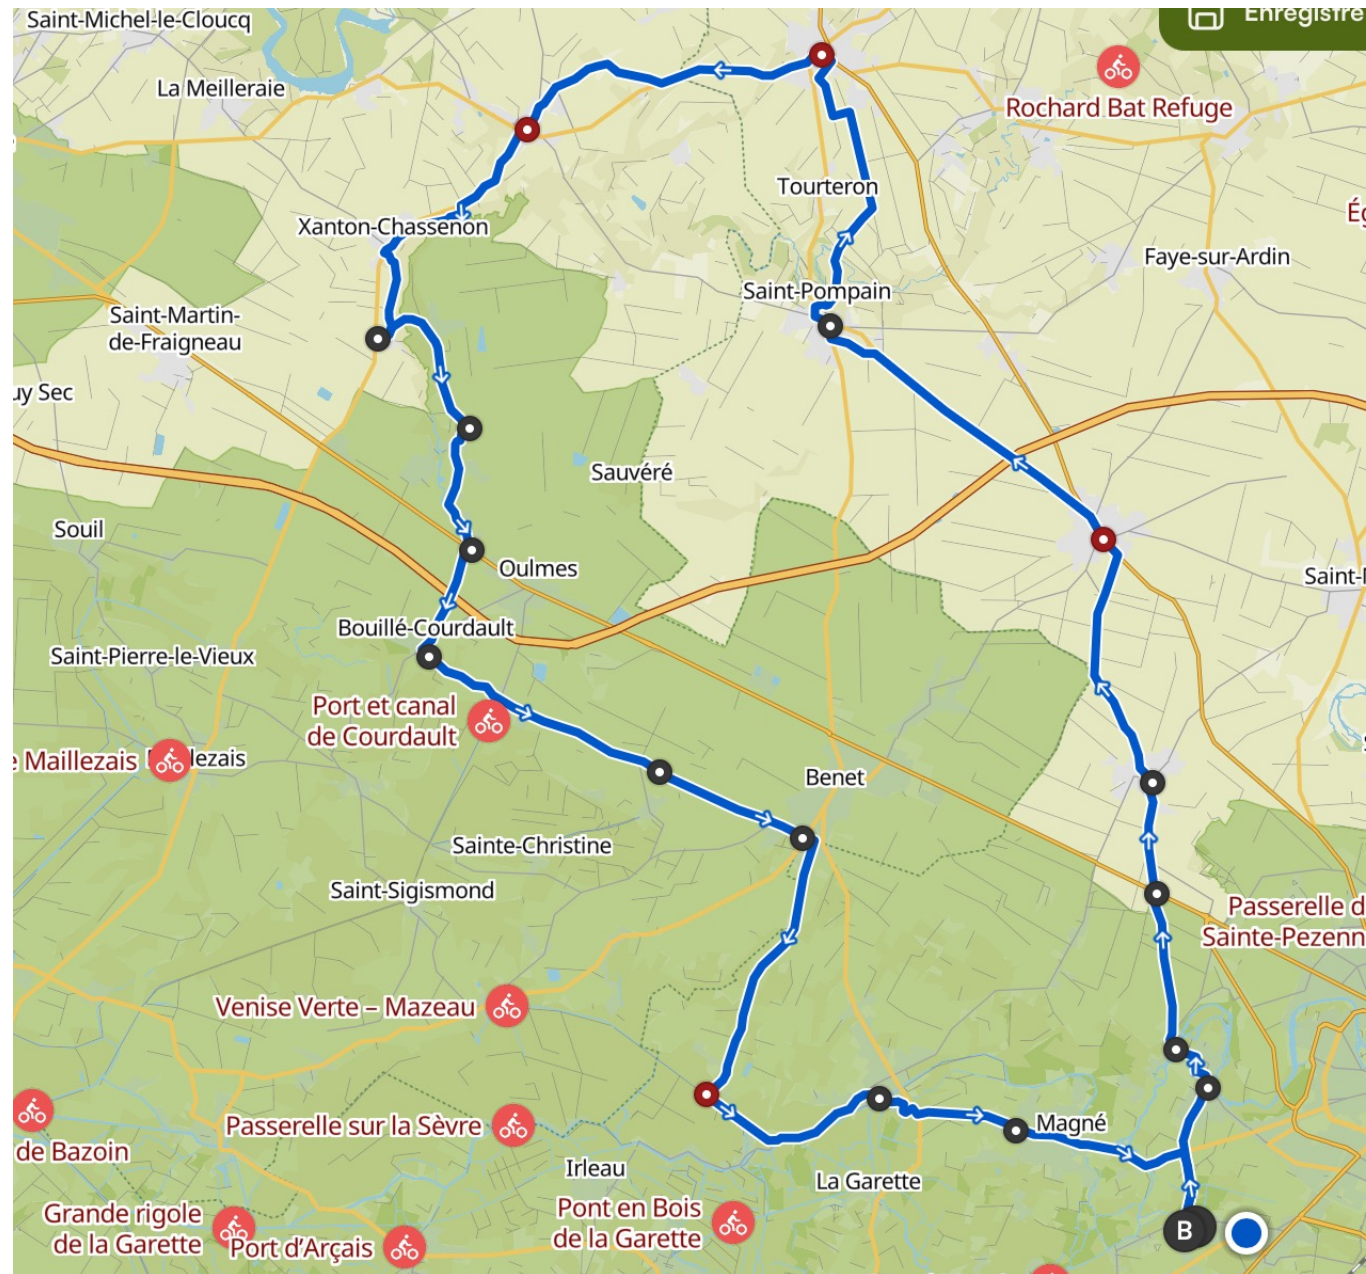 Saint-Michel-le-Cloucq
Enregistre
La Meilleraie
Rochard Bat Refuge
Tourteron
Xanton-Chassenon
Faye-sur-Ardin
Saint-Pompain
Saint-Martin-
de-Fraigneau
uy Sec
Sauvéré
Souil
Oulmes
Saint-
Bouillé-Courdault
Saint-Pierre-le-Vieux
Port et canal
de Courdault
e Maillezais
lezais
Benet
Sainte-Christine
Saint-Sigismond
Passerelle d
Sainte-Pezenn
Venise Verte – Mazeau
Passerelle sur la Sèvre
Magné
de Bazoin
Irleau
La Garette
Grande rigole
de la Garette
Port d'Arçais
Pont en Bois
de la Garette
B